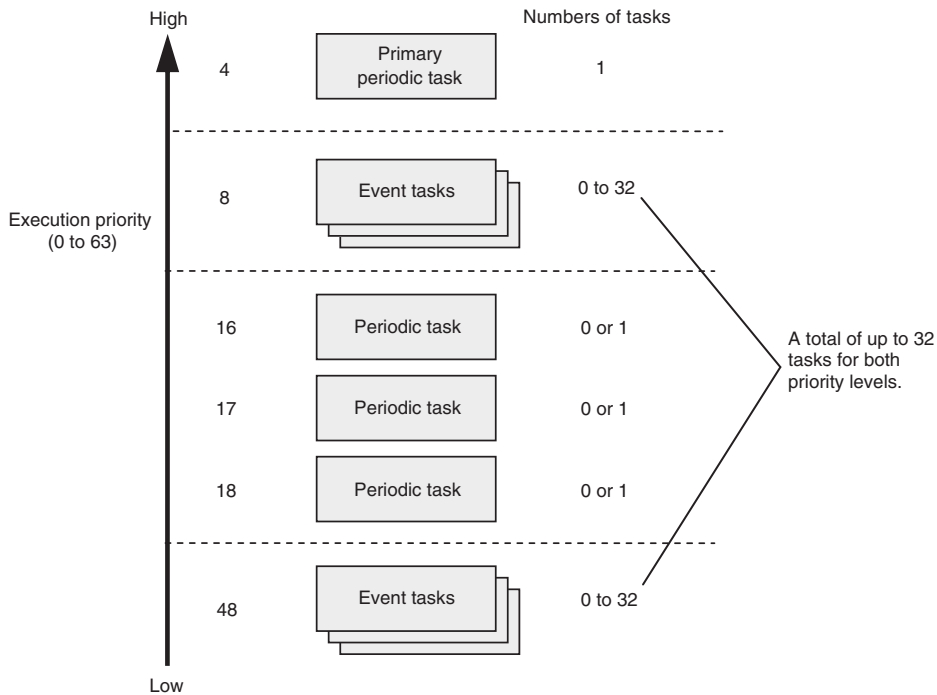 High
Numbers of tasks
4
Primary
periodic task
1
8
Event tasks
0 to 32
Execution priority
(0 to 63)
16
Periodic task
0 or 1
A total of up to 32
tasks for both
priority levels.
17
Periodic task
0 or 1
18
Periodic task
0 or 1
48
Event tasks
0 to 32
Low